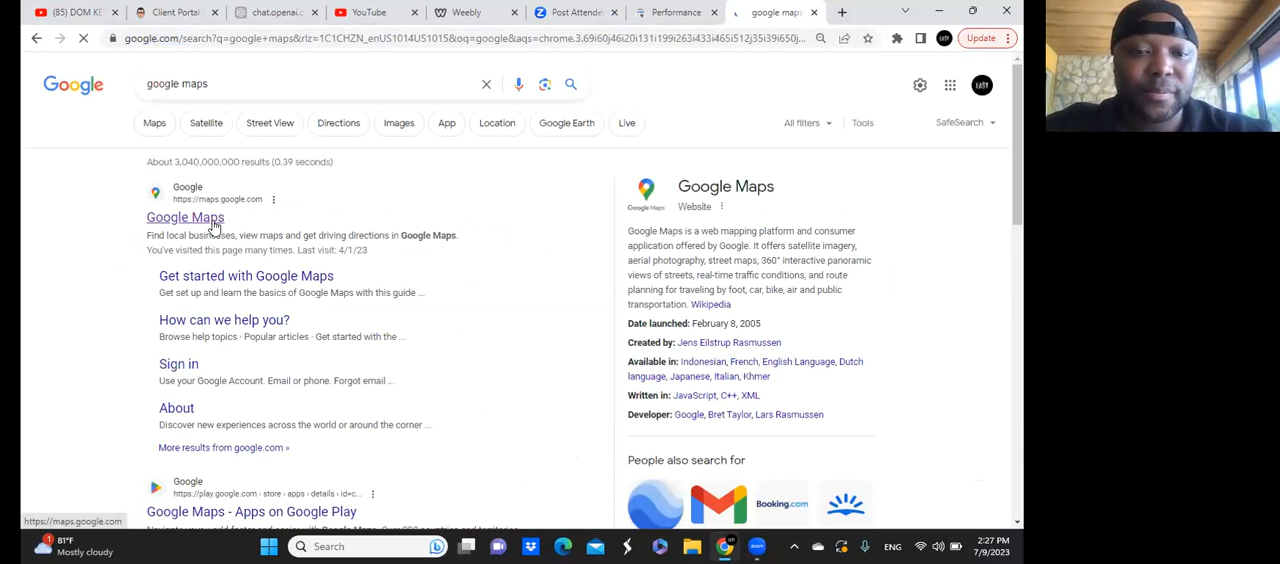 (85) DOM KE
Client Portal
chat.openai.c
YouTube
Weebly
Post Attende
Performance
google maps
google.com/search?q=google+maps&rlz=1C1CHZN_enUS1014US1015&oq=google&aqs=chrome.3.69i60j46i20i131i199i263i433i465i512j35i39i60j...
EASY
Update
Google
google maps
EASY
Maps
Satellite
Street View
Directions
Images
App
Location
Google Earth
Live
All filters
Tools
SafeSearch
About 3,040,000,000 results (0.39 seconds)
Google
https://maps.google.com
Google Maps
Find local businesses, view maps and get driving directions in Google Maps.
You've visited this page many times. Last visit: 4/1/23
Get started with Google Maps
Get set up and learn the basics of Google Maps with this guide ...
How can we help you?
Browse help topics · Popular articles · Get started with the ...
Sign in
Use your Google Account. Email or phone. Forgot email ...
About
Discover new experiences across the world or around the corner ...
More results from google.com »
Google
https://play.google.com › store › apps › details › id=c...
Google Maps - Apps on Google Play
Google Maps
Google Maps
Website
Google Maps is a web mapping platform and consumer
application offered by Google. It offers satellite imagery,
aerial photography, street maps, 360° interactive panoramic
views of streets, real-time traffic conditions, and route
planning for traveling by foot, car, bike, air and public
transportation. Wikipedia
Date launched: February 8, 2005
Created by: Jens Eilstrup Rasmussen
Available in: Indonesian, French, English Language, Dutch
language, Japanese, Italian, Khmer
Written in: JavaScript, C++, XML
Developer: Google, Bret Taylor, Lars Rasmussen
People also search for
Booking.com
https://maps.google.com
1
81°F
Mostly cloudy
Search
zoom
ENG
2:27 PM
7/9/2023